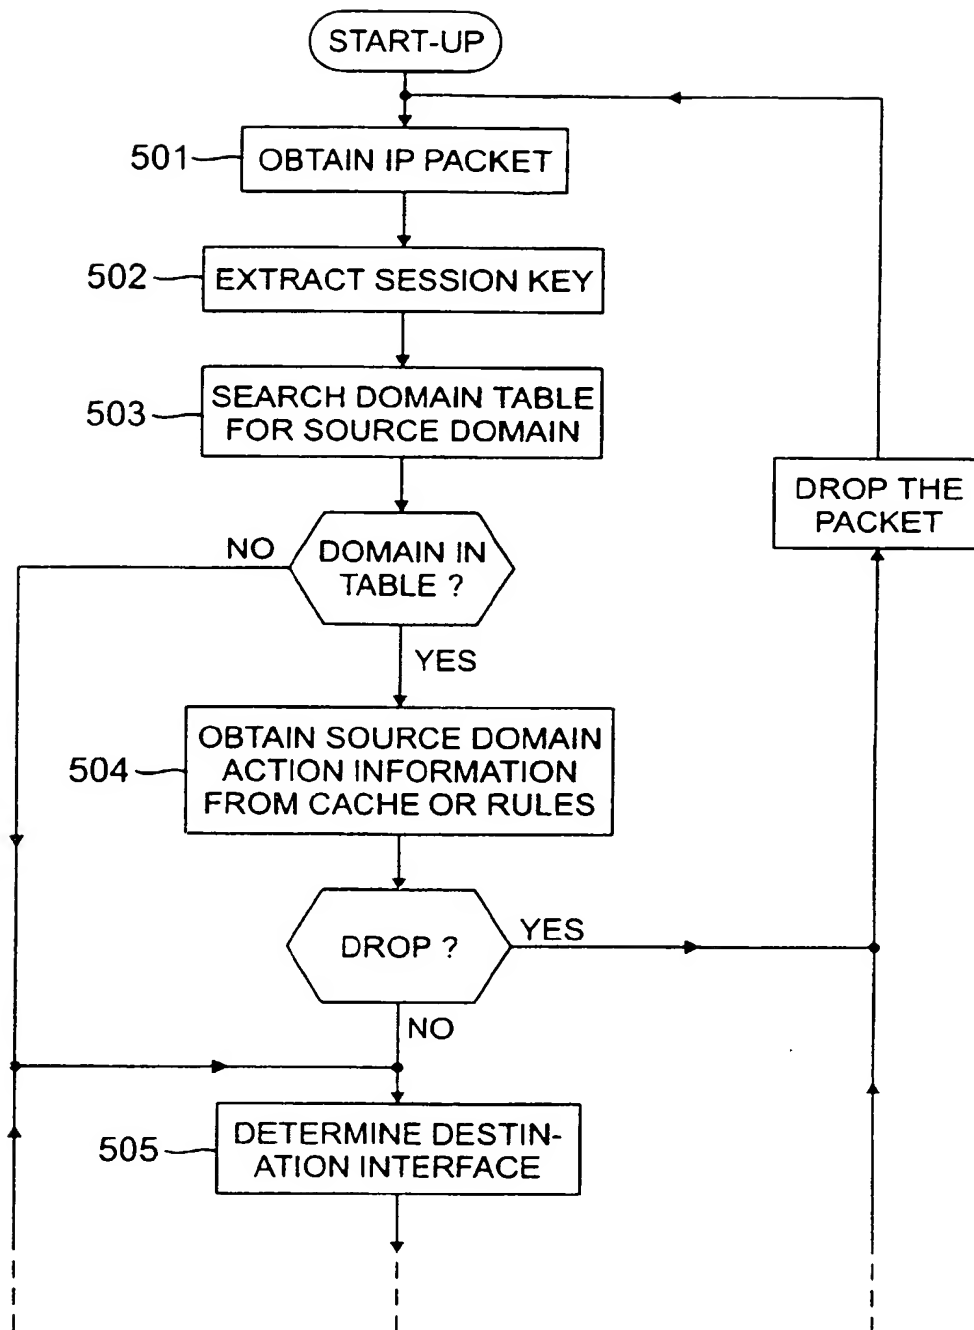 START-UP
501
OBTAIN IP PACKET
502
EXTRACT SESSION KEY
503
SEARCH DOMAIN TABLE
FOR SOURCE DOMAIN
DROP THE
PACKET
NO
DOMAIN IN
TABLE ?
YES
504
OBTAIN SOURCE DOMAIN
ACTION INFORMATION
FROM CACHE OR RULES
DROP ?
YES
NO
505
DETERMINE DESTIN-
ATION INTERFACE